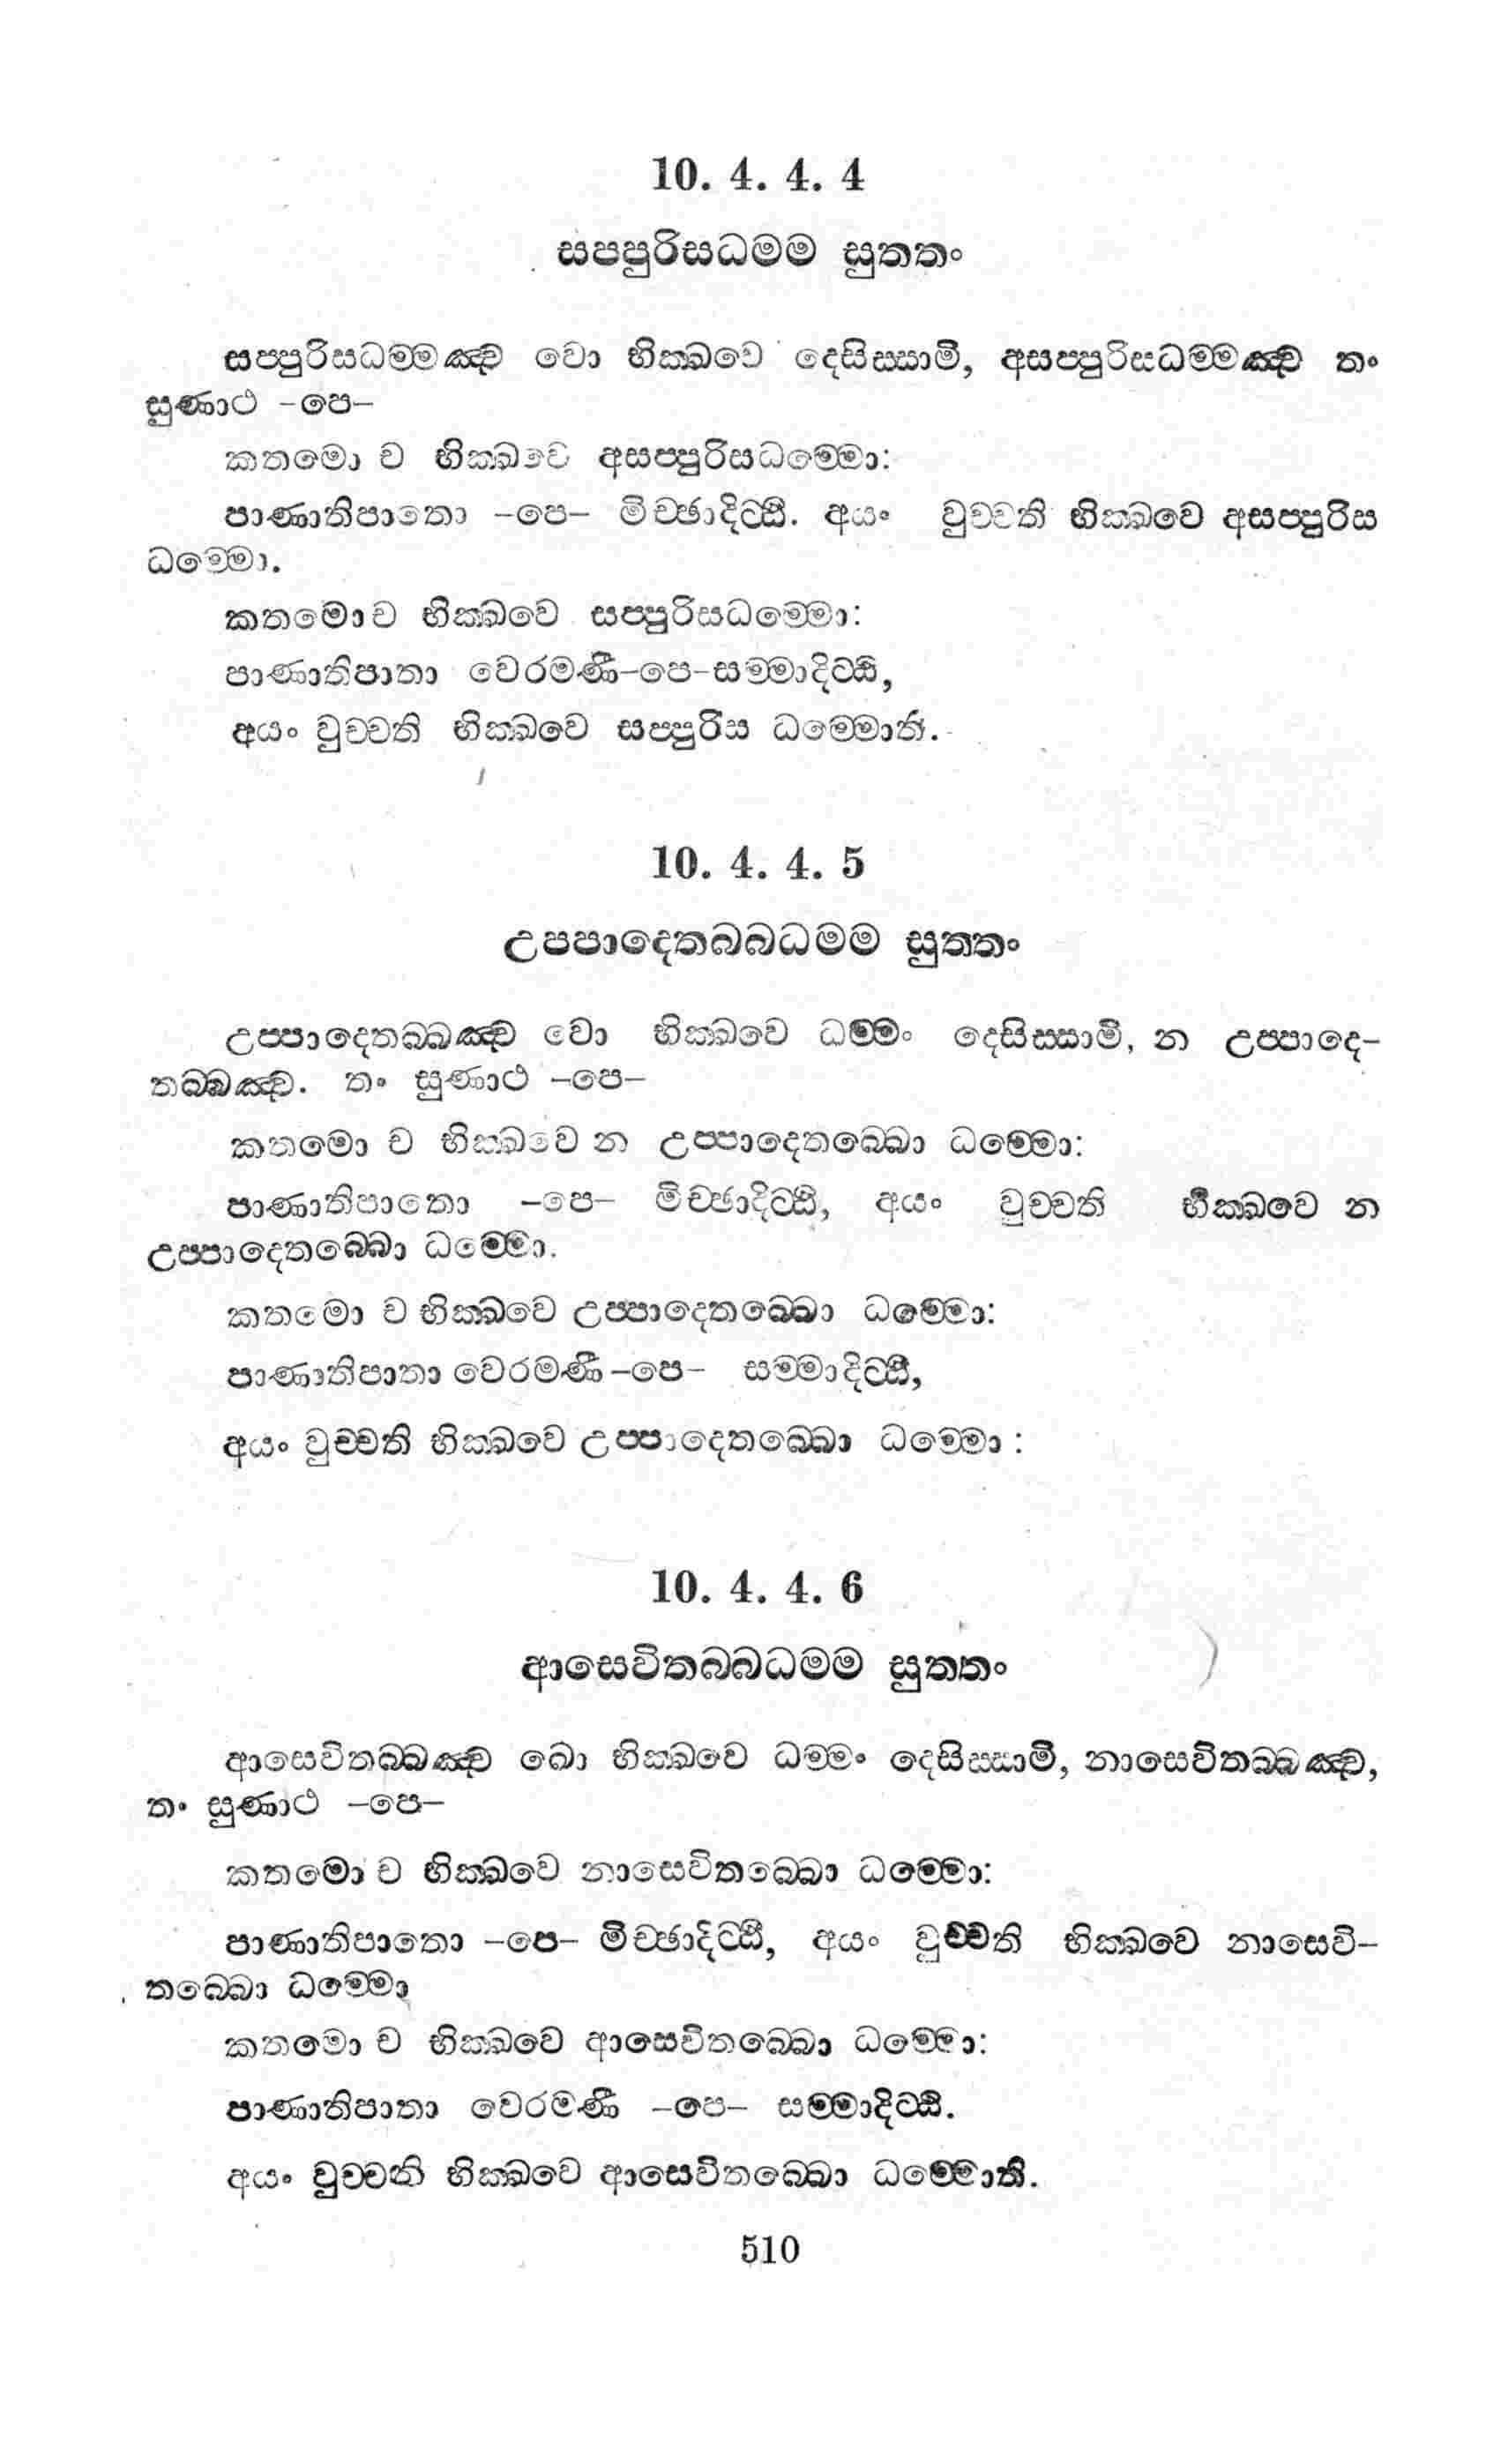 10. 4. 4. 4
සප්පුරිසධම්ම සුත්තං
සප්පුරිසධම්මඤ්ච වො භික්ඛවෙ දෙසිස්සාමි, අසප්පුරිසධම්මඤ්ච තං
සුණාථ –පෙ–
කතමො ච භික්ඛවෙ අසප්පුරිසධම්මො:
පාණාතිපාතො –පෙ– මිච්ඡාදිට්ඨි. අයං වුච්චති භික්ඛවෙ අසප්පුරිස
ධම්මො.
කතමො ච භික්ඛවෙ සප්පුරිසධම්මො:
පාණාතිපාතා වෙරමණී–පෙ–සම්මාදිට්ඨි,
අයං වුච්චති භික්ඛවෙ සප්පුරිස ධම්මොති.
10. 4. 4. 5
උප්පාදෙතබ්බධම්ම සුත්තං
උප්පාදෙතබ්බඤ්ච වො භික්ඛවෙ ධම්මං දෙසිස්සාමි, න උප්පාදෙ–
තබ්බඤ්ච. තං සුණාථ –පෙ–
කතමො ච භික්ඛවෙ න උප්පාදෙතබ්බො ධම්මො:
පාණාතිපාතො –පෙ– මිච්ඡාදිට්ඨි, අයං වුච්චති භික්ඛවෙ න
උප්පාදෙතබ්බො ධම්මො.
කතමො ච භික්ඛවෙ උප්පාදෙතබ්බො ධම්මො:
පාණාතිපාතා වෙරමණී –පෙ– සම්මාදිට්ඨි,
අයං වුච්චති භික්ඛවෙ උප්පාදෙතබ්බො ධම්මො :
10. 4. 4. 6
ආසෙවිතබ්බධම්ම සුත්තං
ආසෙවිතබ්බඤ්ච ඛො භික්ඛවෙ ධම්මං දෙසිස්සාමි, නාසෙවිතබ්බඤ්ච,
තං සුණාථ –පෙ–
කතමො ච භික්ඛවෙ නාසෙවිතබ්බො ධම්මො:
පාණාතිපාතො –පෙ– මිච්ඡාදිට්ඨි, අයං වුච්චති භික්ඛවෙ නාසෙවි–
තබ්බො ධම්මො
කතමො ච භික්ඛවෙ ආසෙවිතබ්බො ධම්මො:
පාණාතිපාතා වෙරමණී –පෙ– සම්මාදිට්ඨි.
අයං වුච්චති භික්ඛවෙ ආසෙවිතබ්බො ධම්මොති.
510